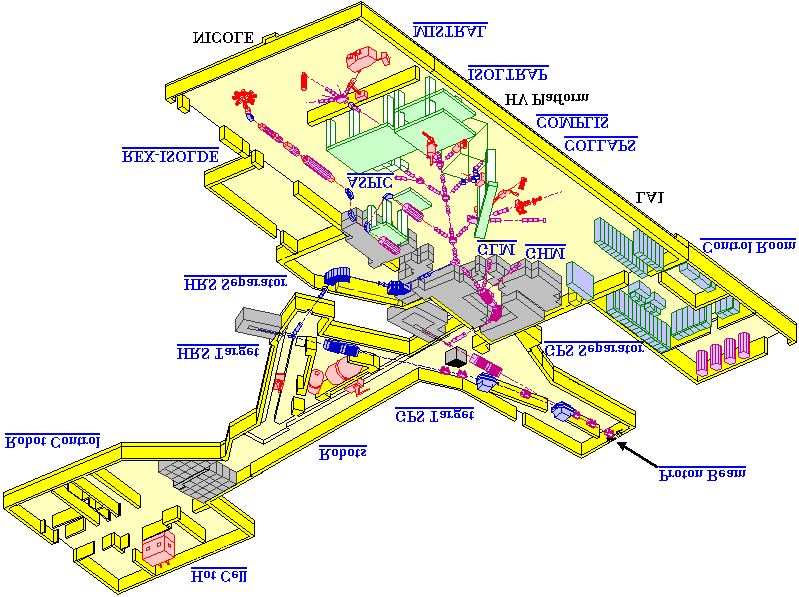 MISTRAL
NICOLE
ISOLTRAP
HV Platform
COMPLIS
COLLAPS
REX-ISOLDE
ASPIC
LA1
Control Room
GLM
GHM
HRS Separator
HRS Target
GPS Separator
GPS Target
Robot Control
Robots
Proton Beam
Hot Cell